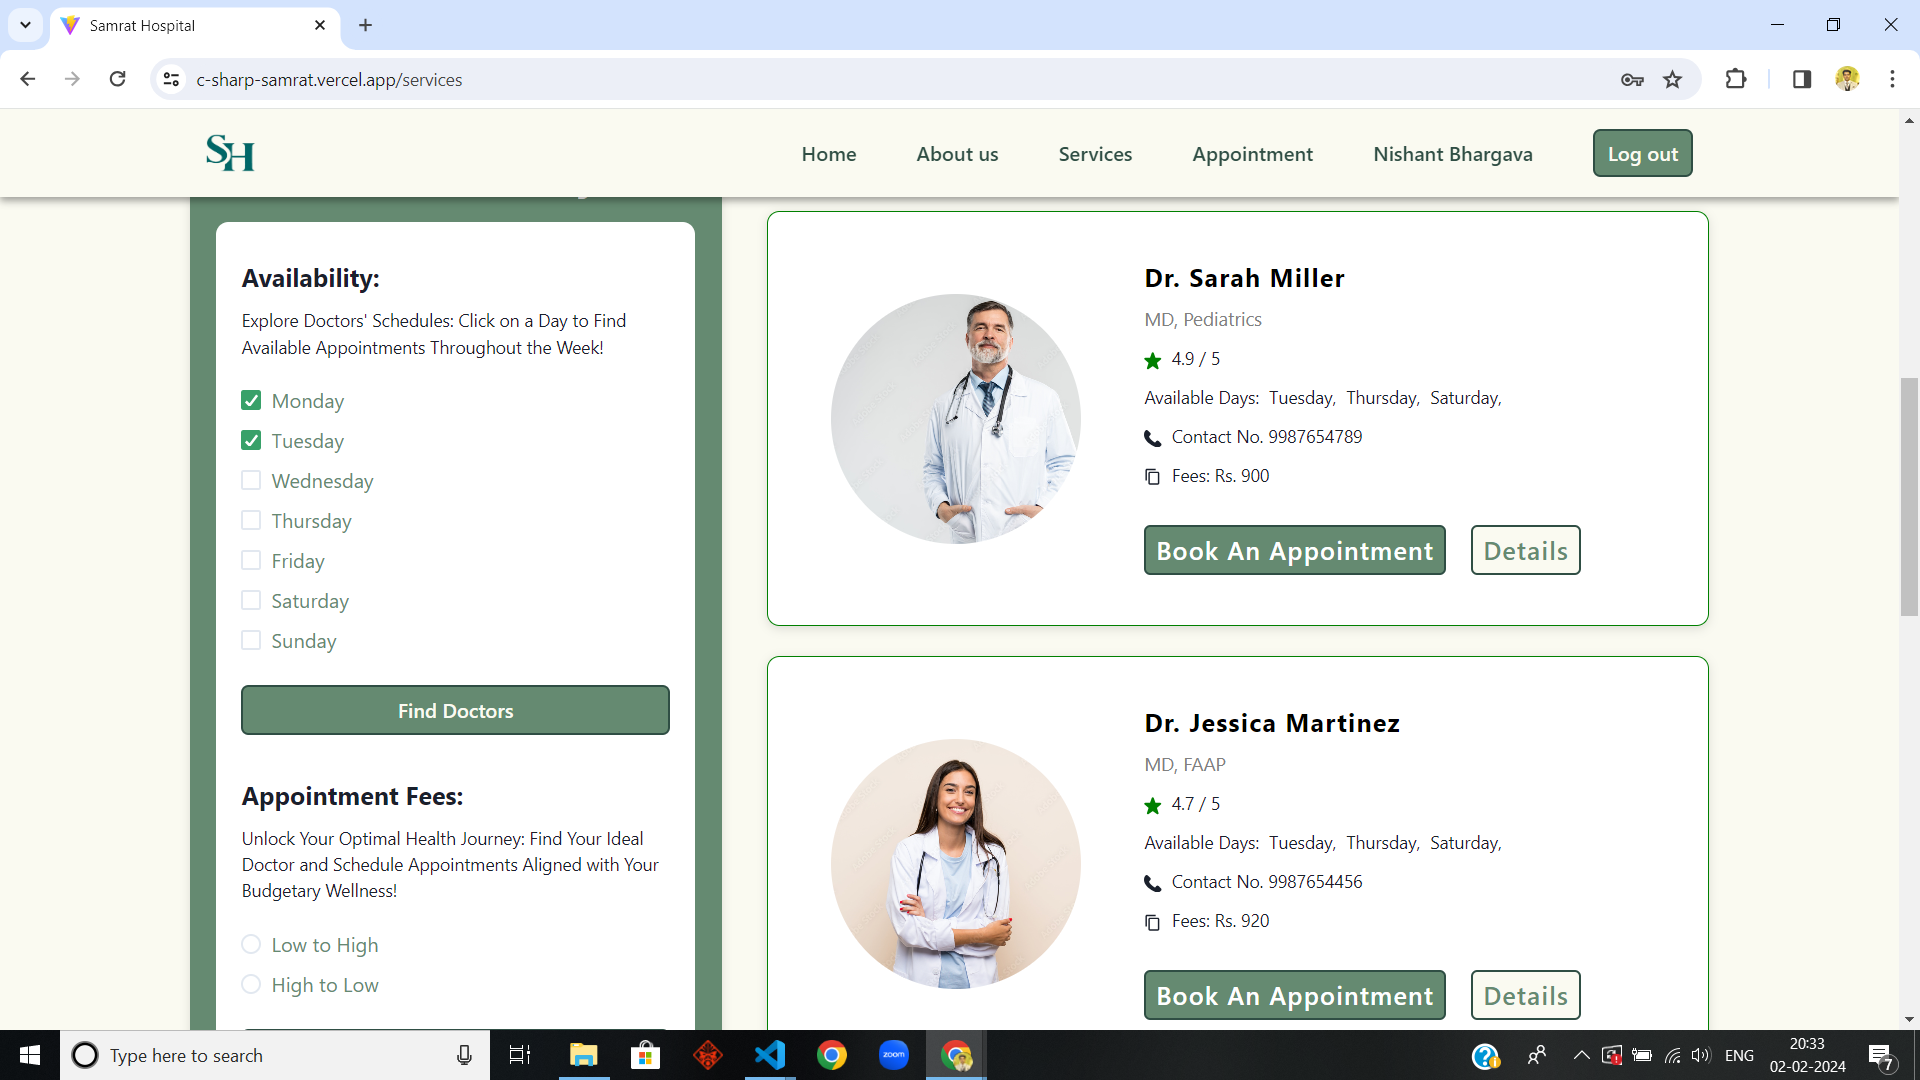 Samrat Hospital
c-sharp-samrat.vercel.app/services
SH
Home
About us
Services
Appointment
Nishant Bhargava
Log out
Availability:
Explore Doctors' Schedules: Click on a Day to Find
Available Appointments Throughout the Week!
Monday
Tuesday
Wednesday
Thursday
Friday
Saturday
Sunday
Find Doctors
Appointment Fees:
Unlock Your Optimal Health Journey: Find Your Ideal
Doctor and Schedule Appointments Aligned with Your
Budgetary Wellness!
Low to High
High to Low
Dr. Sarah Miller
MD, Pediatrics
4.9 / 5
Available Days: Tuesday, Thursday, Saturday,
Contact No. 9987654789
Fees: Rs. 900
Book An Appointment
Details
Dr. Jessica Martinez
MD, FAAP
4.7 / 5
Available Days: Tuesday, Thursday, Saturday,
Contact No. 9987654456
Fees: Rs. 920
Book An Appointment
Details
Type here to search
zoom
ENG
20:33
02-02-2024
7